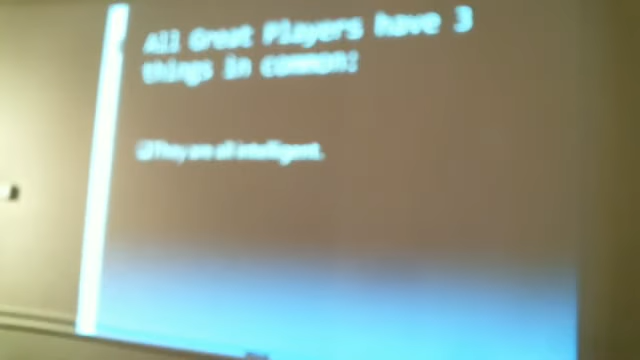 All Great Players have 3
things in common:
They are all intelligent.